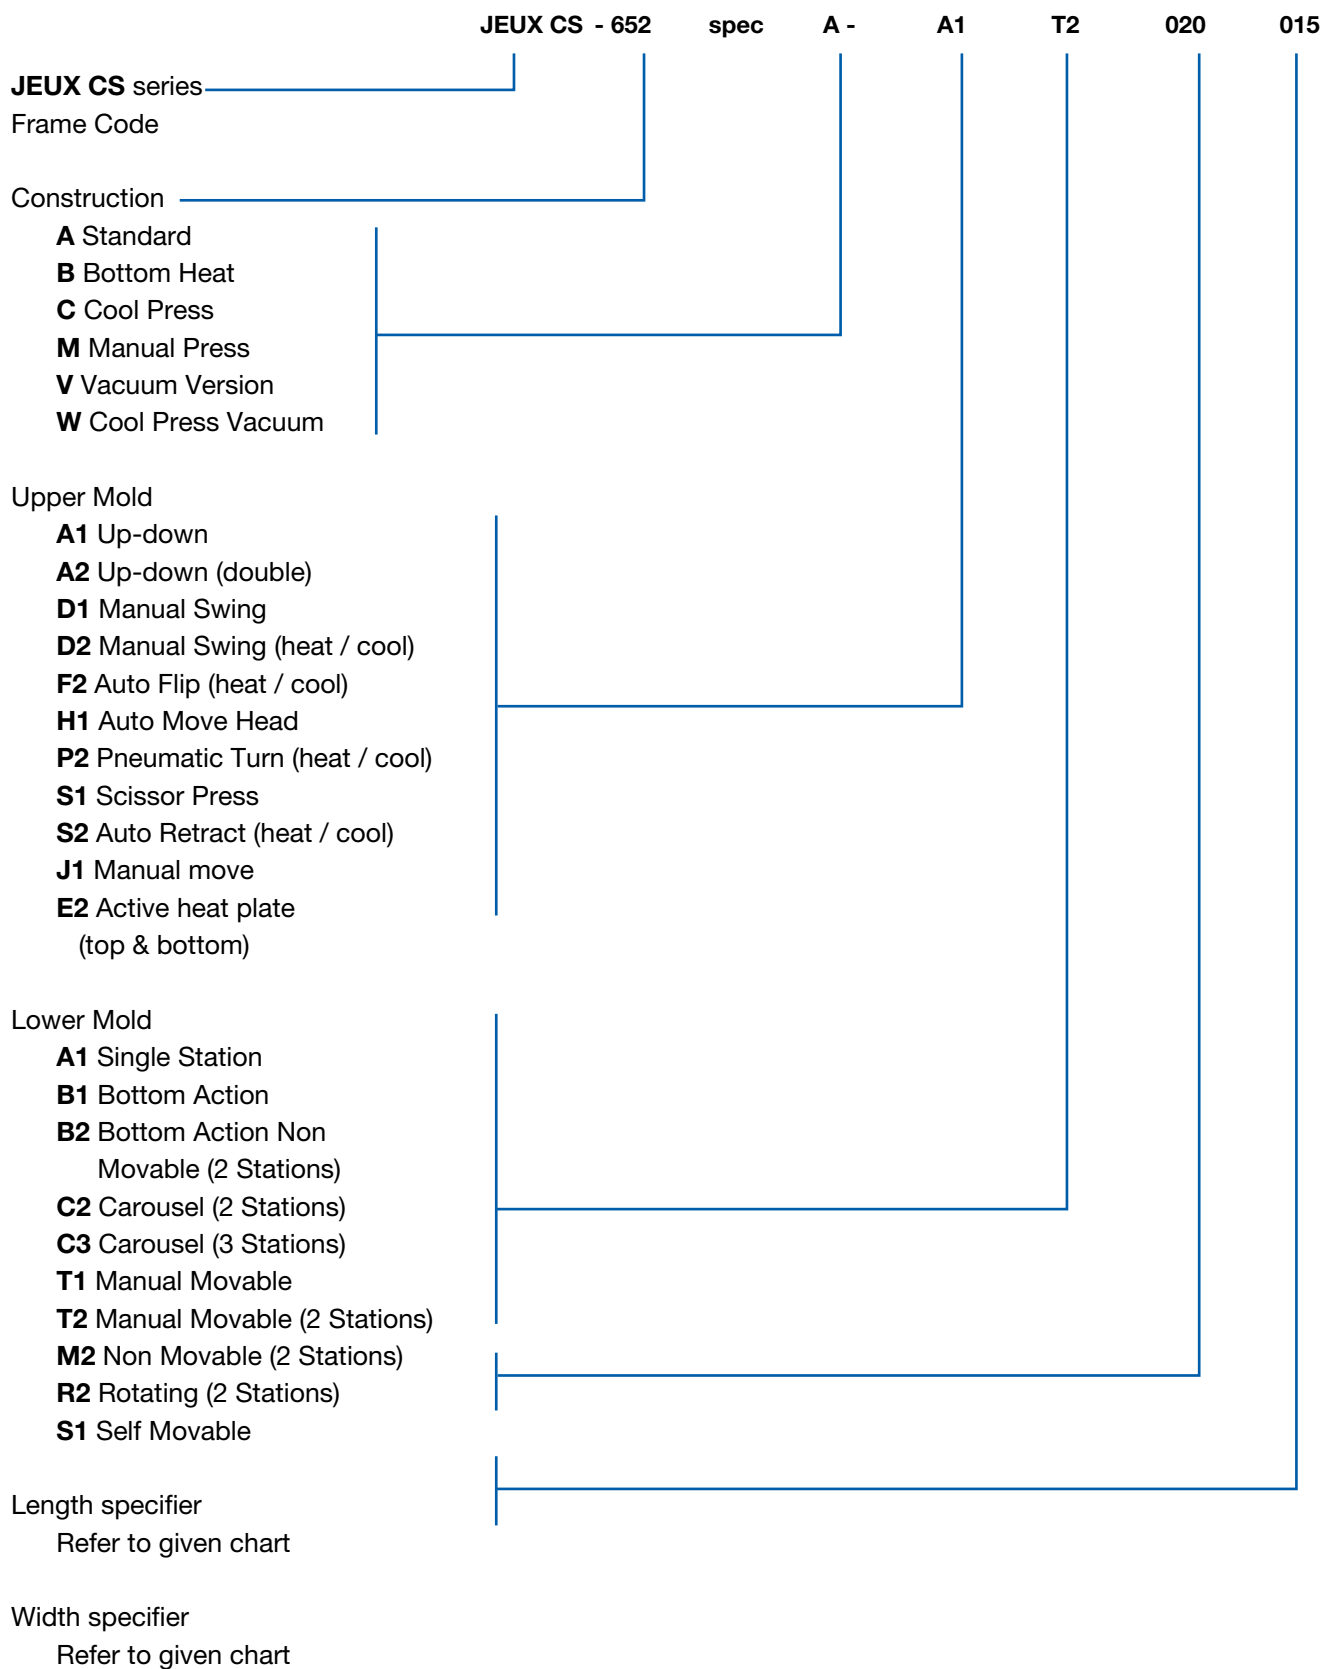 JEUX CS - 652 spec A - A1 T2 020 015
JEUX CS series
Frame Code
Construction
A Standard
B Bottom Heat
C Cool Press
M Manual Press
V Vacuum Version
W Cool Press Vacuum
Upper Mold
A1 Up-down
A2 Up-down (double)
D1 Manual Swing
D2 Manual Swing (heat / cool)
F2 Auto Flip (heat / cool)
H1 Auto Move Head
P2 Pneumatic Turn (heat / cool)
S1 Scissor Press
S2 Auto Retract (heat / cool)
J1 Manual move
E2 Active heat plate
(top & bottom)
Lower Mold
A1 Single Station
B1 Bottom Action
B2 Bottom Action Non
Movable (2 Stations)
C2 Carousel (2 Stations)
C3 Carousel (3 Stations)
T1 Manual Movable
T2 Manual Movable (2 Stations)
M2 Non Movable (2 Stations)
R2 Rotating (2 Stations)
S1 Self Movable
Length specifier
Refer to given chart
Width specifier
Refer to given chart